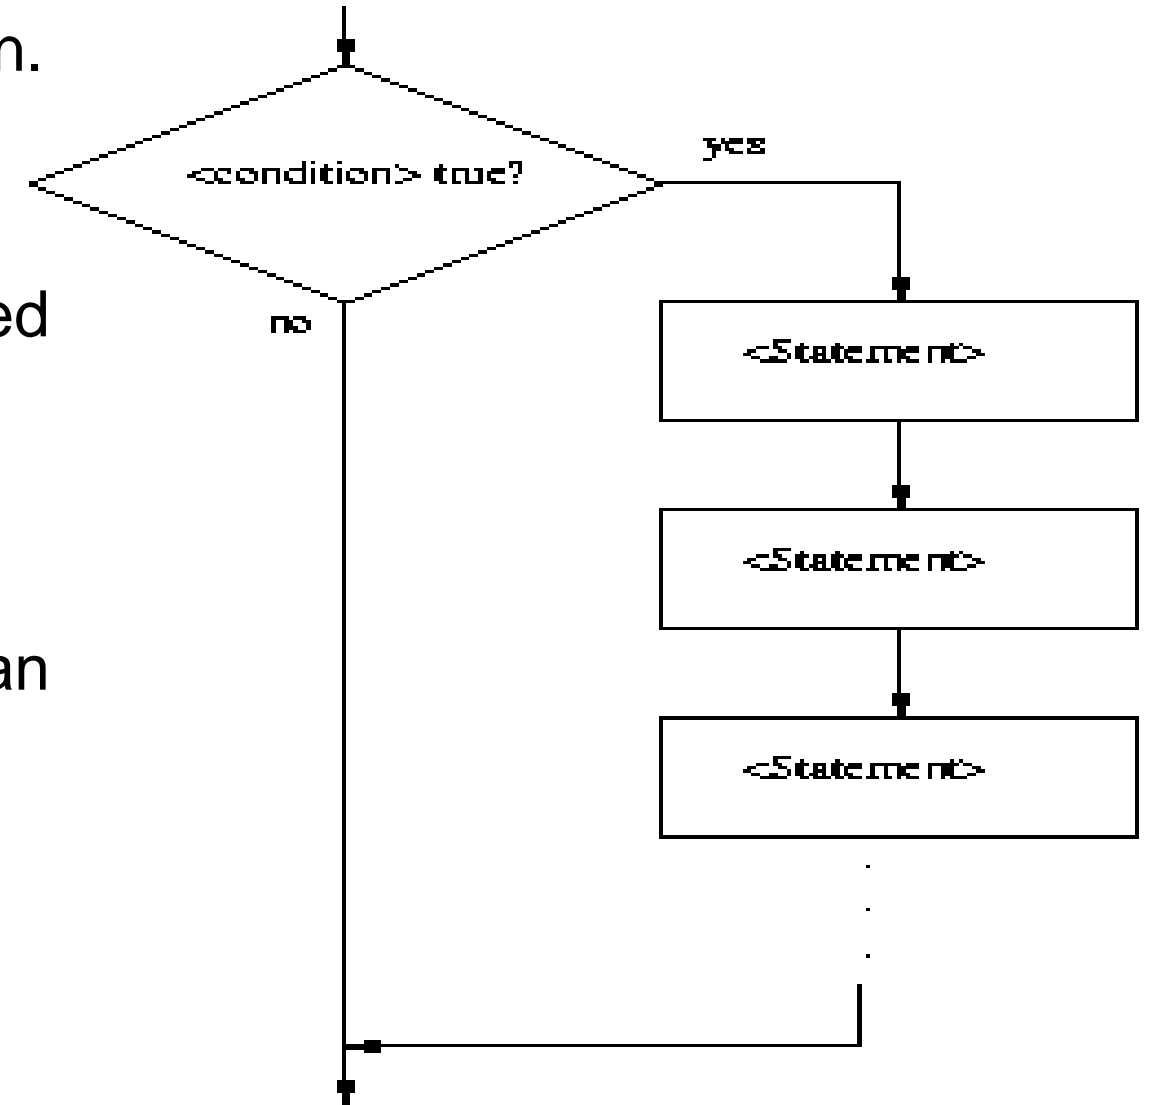 n.
yes
<condition> true?
ed
no
<Statement>
<Statement>
an
<Statement>